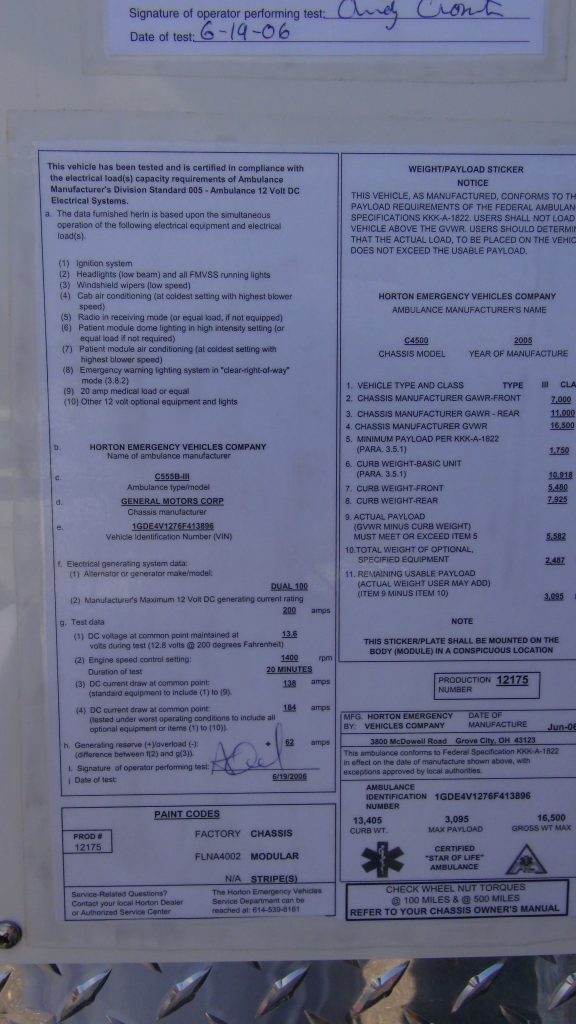 Signature of operator performing test:
Date of test: 6-19-06
This vehicle has been tested and is certified in compliance with
the electrical load(s) capacity requirements of Ambulance
Manufacturer's Division Standard 005 - Ambulance 12 Volt DC
Electrical Systems.
a. The data furnished herin is based upon the simultaneous
operation of the following electrical equipment and electrical
load(s).
(1) Ignition system
(2) Headlights (low beam) and all FMVSS running lights
(3) Windshield wipers (low speed)
(4) Cab air conditioning (at coldest setting with highest blower
speed)
(5) Radio in receiving mode (or equal load, if not equipped)
(6) Patient module dome lighting in high intensity setting (or
equal load if not required)
(7) Patient module air conditioning (at coldest setting with
highest blower speed)
(8) Emergency warning lighting system in "clear-right-of-way"
mode (3.8.2)
(9) 20 amp medical load or equal
(10) Other 12 volt optional equipment and lights
b. HORTON EMERGENCY VEHICLES COMPANY
Name of ambulance manufacturer
c. C555B-III
Ambulance type/model
d. GENERAL MOTORS CORP
Chassis manufacturer
e. 1GDE4V1276F413896
Vehicle Identification Number (VIN)
f. Electrical generating system data:
(1) Alternator or generator make/model:
DUAL 100
(2) Manufacturer's Maximum 12 Volt DC generating current rating
200 amps
g. Test data
(1) DC voltage at common point maintained at 13.6
volts during test (12.8 volts @ 200 degrees Fahrenheit)
(2) Engine speed control setting: 1400 rpm
Duration of test 20 MINUTES
(3) DC current draw at common point: 138 amps
(standard equipment to include (1) to (9).
(4) DC current draw at common point: 184 amps
(tested under worst operating conditions to include all
optional equipment or items (1) to (10)).
h. Generating reserve (+)/overload (-): + 62 amps
(difference between f(2) and g(3)).
I. Signature of operator performing test:
j Date of test: 6/19/2006
PAINT CODES
PROD #
12175
FACTORY CHASSIS
FLNA4002 MODULAR
N/A STRIPE(S)
Service-Related Questions?
Contact your local Horton Dealer
or Authorized Service Center
The Horton Emergency Vehicles
Service Department can be
reached at: 614-539-8181
WEIGHT/PAYLOAD STICKER
NOTICE
THIS VEHICLE, AS MANUFACTURED, CONFORMS TO TH
PAYLOAD REQUIREMENTS OF THE FEDERAL AMBULAN
SPECIFICATIONS KKK-A-1822. USERS SHALL NOT LOAD
VEHICLE ABOVE THE GVWR. USERS SHOULD DETERMI
THAT THE ACTUAL LOAD, TO BE PLACED ON THE VEHIC
DOES NOT EXCEED THE USABLE PAYLOAD.
HORTON EMERGENCY VEHICLES COMPANY
AMBULANCE MANUFACTURER'S NAME
C4500 2005
CHASSIS MODEL YEAR OF MANUFACTURE
1. VEHICLE TYPE AND CLASS TYPE III CLA
2. CHASSIS MANUFACTURER GAWR-FRONT 7,000
3. CHASSIS MANUFACTURER GAWR - REAR 11,000
4. CHASSIS MANUFACTURER GVWR 16,500
5. MINIMUM PAYLOAD PER KKK-A-1822
(PARA. 3.5.1) 1,750
6. CURB WEIGHT-BASIC UNIT
(PARA. 3.5.1) 10,918
7. CURB WEIGHT-FRONT 5,480
8. CURB WEIGHT-REAR 7,925
9. ACTUAL PAYLOAD
(GVWR MINUS CURB WEIGHT)
MUST MEET OR EXCEED ITEM 5 5,582
10. TOTAL WEIGHT OF OPTIONAL,
SPECIFIED EQUIPMENT 2,487
11. REMAINING USABLE PAYLOAD
(ACTUAL WEIGHT USER MAY ADD)
(ITEM 9 MINUS ITEM 10) 3,095
NOTE
THIS STICKER/PLATE SHALL BE MOUNTED ON THE
BODY (MODULE) IN A CONSPICUOUS LOCATION
PRODUCTION 12175
NUMBER
MFG. HORTON EMERGENCY DATE OF
BY: VEHICLES COMPANY MANUFACTURE Jun-06
3800 McDowell Road Grove City, OH 43123
This ambulance conforms to Federal Specification KKK-A-1822
in effect on the date of manufacture shown above, with
exceptions approved by local authorities.
AMBULANCE
IDENTIFICATION 1GDE4V1276F413896
NUMBER
13,405 3,095 16,500
CURB WT. MAX PAYLOAD GROSS WT MAX
CERTIFIED
"STAR OF LIFE"
AMBULANCE
CHECK WHEEL NUT TORQUES
@ 100 MILES & @ 500 MILES
REFER TO YOUR CHASSIS OWNER'S MANUAL